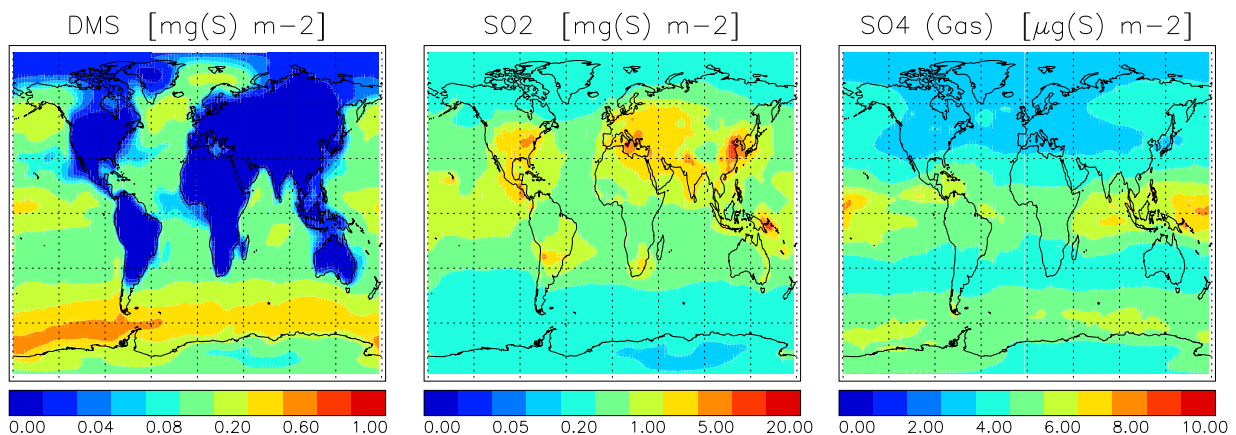 DMS [mg(S) m-2]
SO2 [mg(S) m-2]
SO4 (Gas) [μg(S) m-2]
0.00 0.04 0.08 0.20 0.60 1.00
0.00 0.05 0.20 1.00 5.00 20.00
0.00 2.00 4.00 6.00 8.00 10.00